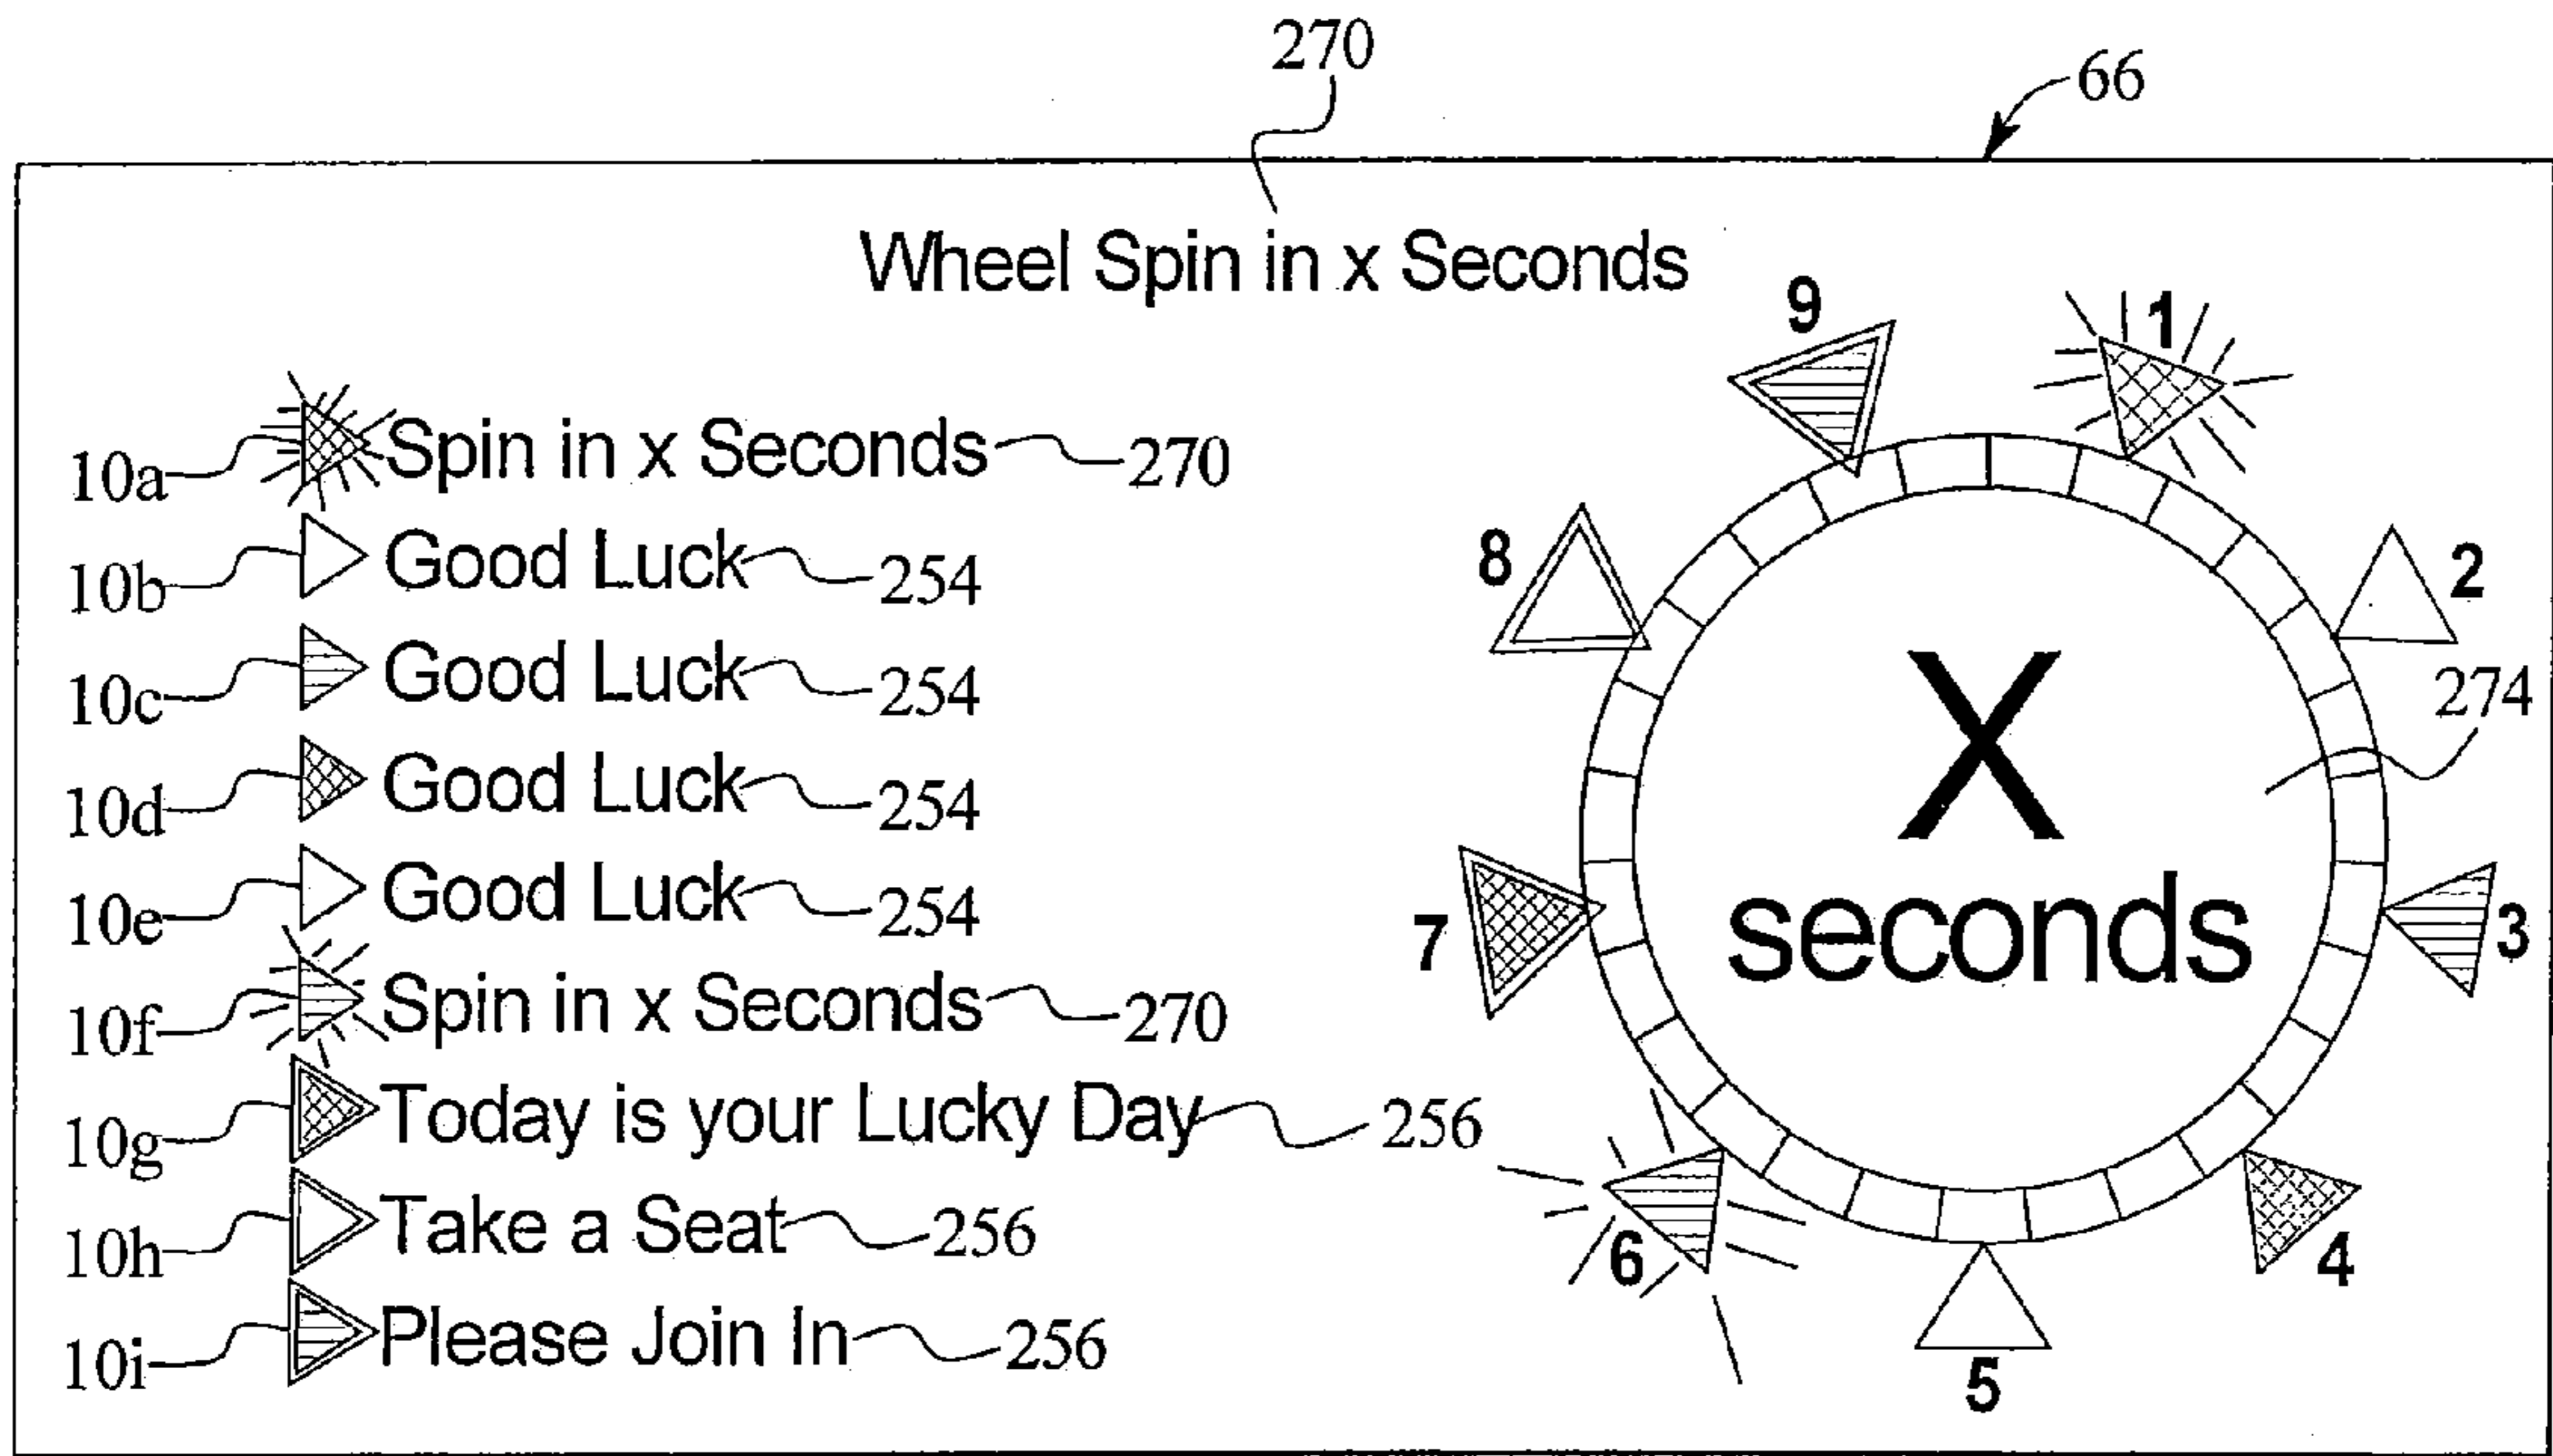 270
66
Wheel Spin in x Seconds
9 1
10a Spin in x Seconds 270
10b Good Luck 254
8 2
10c Good Luck 254
274
10d Good Luck 254
X
10e Good Luck 254
seconds
7 3
10f Spin in x Seconds 270
10g Today is your Lucky Day 256
10h Take a Seat 256
6 4
10i Please Join In 256
5